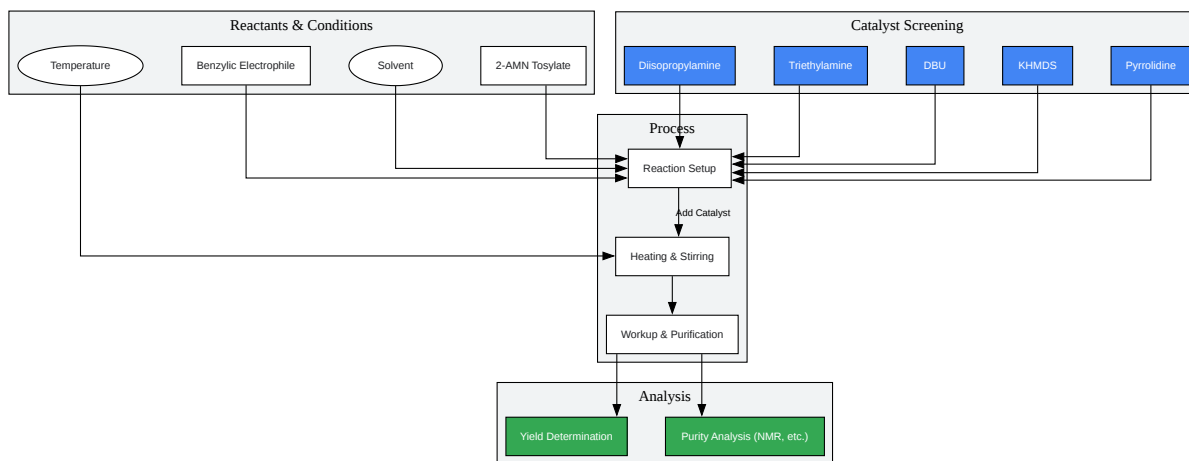 Reactants & Conditions
Catalyst Screening
Temperature
Benzylic Electrophile
Solvent
2-AMN Tosylate
Diisopropylamine
Triethylamine
DBU
KHMDS
Pyrrolidine
Process
Reaction Setup
Add Catalyst
Heating & Stirring
Workup & Purification
Analysis
Yield Determination
Purity Analysis (NMR, etc.)